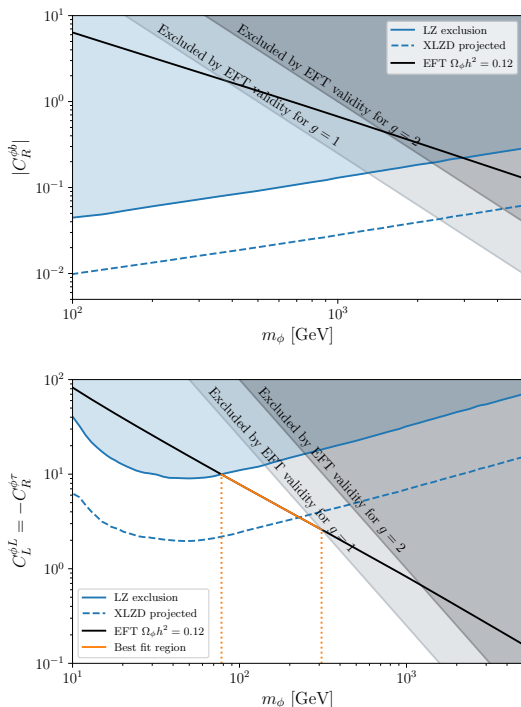 10^1
10^0
10^{-1}
10^{-2}
|C_R^{ϕb}|
Excluded by EFT validity for g = 1
Excluded by EFT validity for g = 2
LZ exclusion
XLZD projected
EFT Ω_ϕh² = 0.12
10^2
10^3
m_ϕ [GeV]
10^2
10^1
10^0
10^{-1}
C_L^{ϕL} = −C_R^{ϕτ}
Excluded by EFT validity for g = 1
Excluded by EFT validity for g = 2
LZ exclusion
XLZD projected
EFT Ω_ϕh² = 0.12
Best fit region
10^1
10^2
10^3
m_ϕ [GeV]